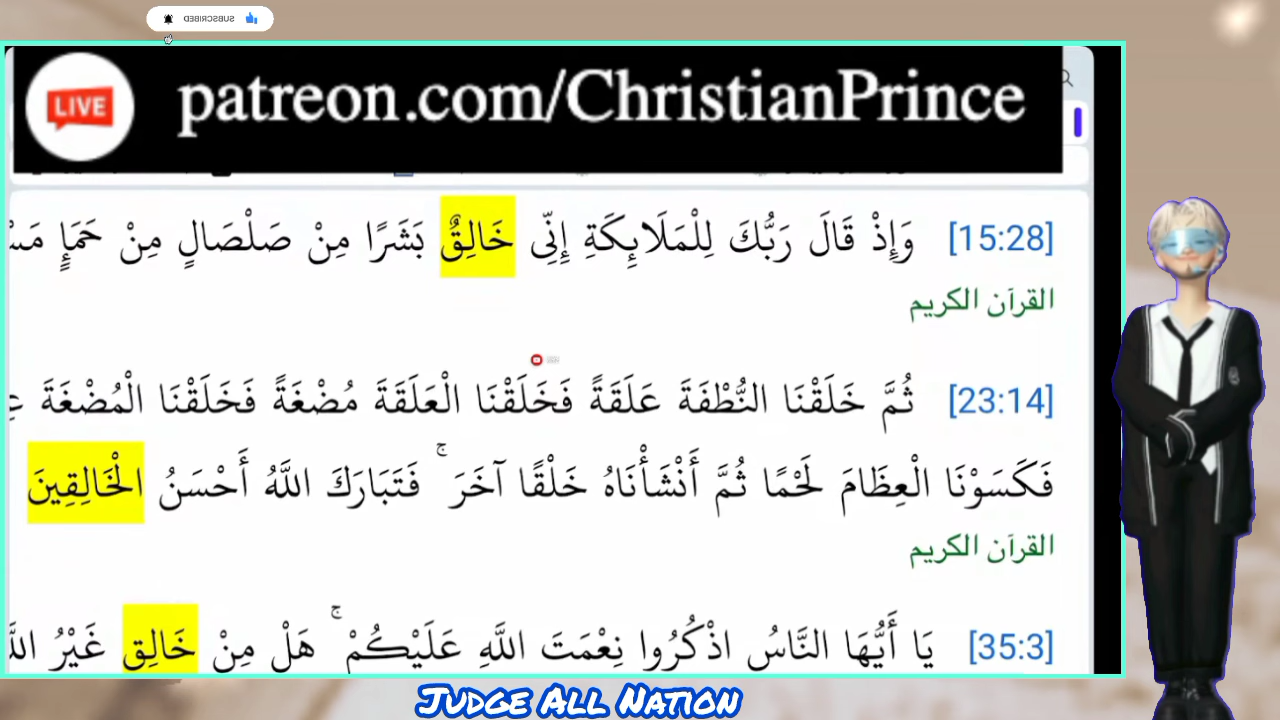 SUBSCRIBED
LIVE
patreon.com/ChristianPrince
[15:28] وَإِذْ قَالَ رَبُّكَ لِلْمَلَائِكَةِ إِنِّي خَالِقٌ بَشَرًا مِنْ صَلْصَالٍ مِنْ حَمَإٍ
القرآن الكريم
[23:14] ثُمَّ خَلَقْنَا النُّطْفَةَ عَلَقَةً فَخَلَقْنَا الْعَلَقَةَ مُضْغَةً فَخَلَقْنَا الْمُضْغَةَ
فَكَسَوْنَا الْعِظَامَ لَحْمًا ثُمَّ أَنْشَأْنَاهُ خَلْقًا آخَرَ ۚ فَتَبَارَكَ اللَّهُ أَحْسَنُ الْخَالِقِينَ
القرآن الكريم
[35:3] يَا أَيُّهَا النَّاسُ اذْكُرُوا نِعْمَتَ اللَّهِ عَلَيْكُمْ ۚ هَلْ مِنْ خَالِقٍ غَيْرُ
JUDGE ALL NATION